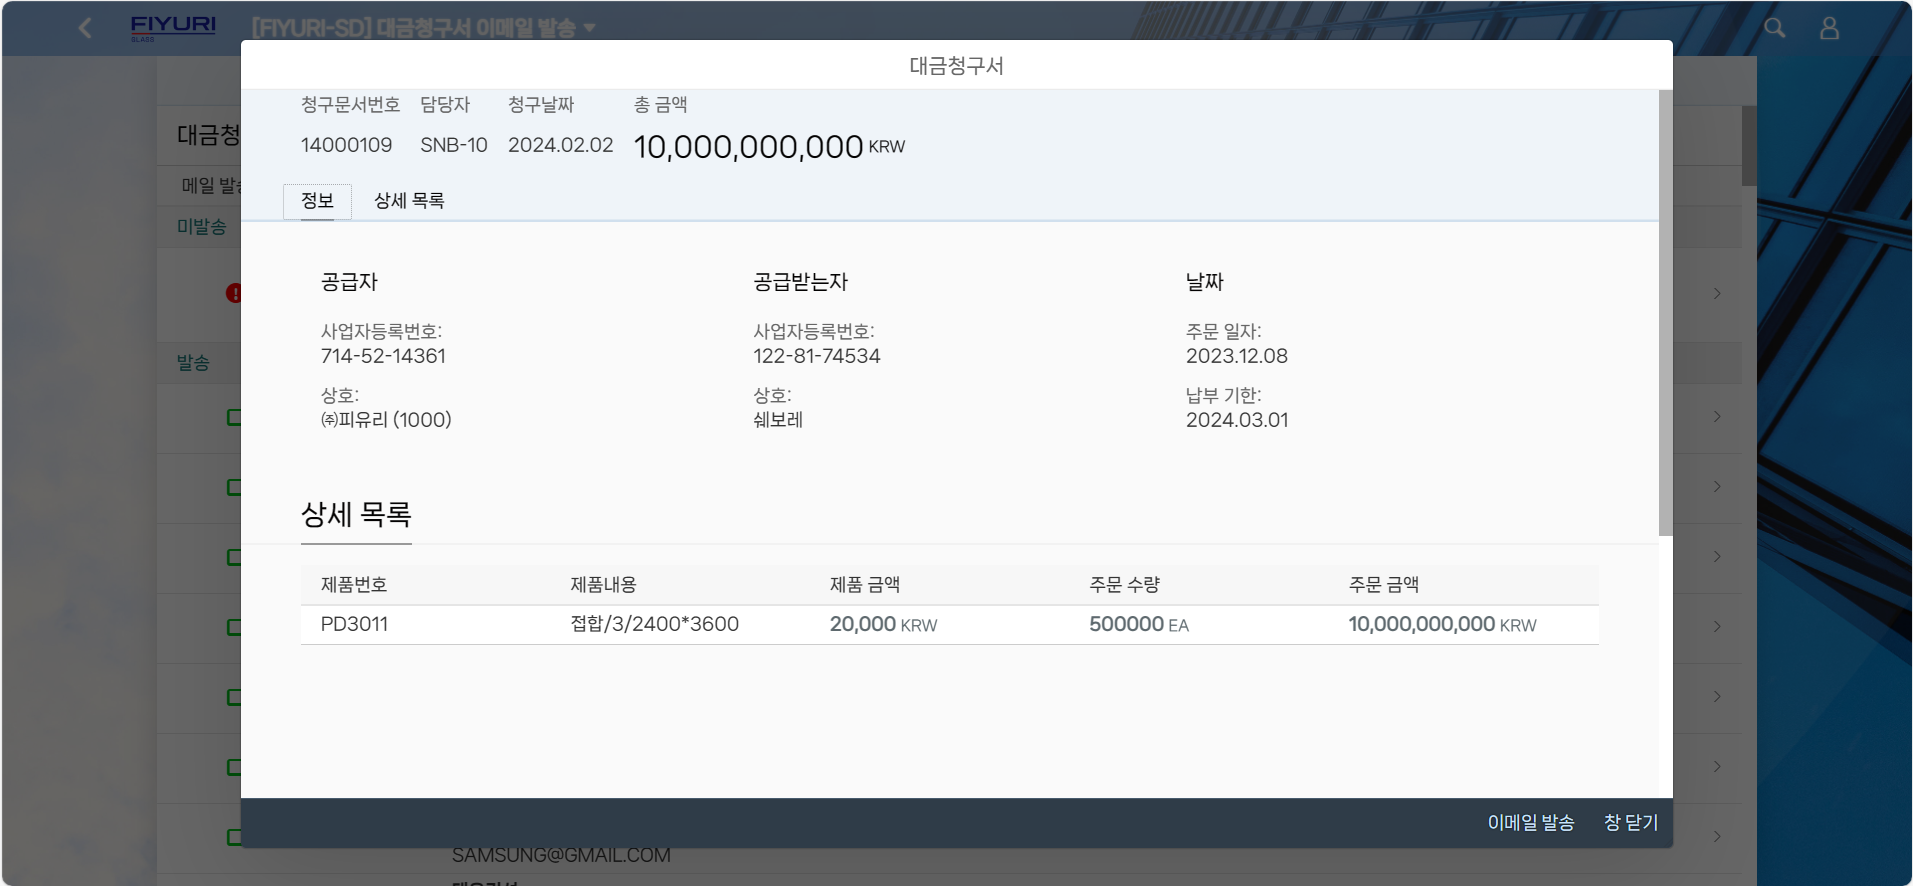 FIYURI
GLASS
[FIYURI-SD] 대금청구서 이메일 발송
대금청구서
청구문서번호 담당자 청구날짜 총 금액
14000109 SNB-10 2024.02.02 10,000,000,000 KRW
정보 상세 목록
대금청
메일 발송
미발송
발송
공급자 공급받는자 날짜
사업자등록번호: 사업자등록번호: 주문 일자:
714-52-14361 122-81-74534 2023.12.08
상호: 상호: 납부 기한:
㈜피유리 (1000) 쉐보레 2024.03.01
상세 목록
제품번호 제품내용 제품 금액 주문 수량 주문 금액
PD3011 접합/3/2400*3600 20,000 KRW 500000 EA 10,000,000,000 KRW
이메일 발송 창 닫기
SAMSUNG@GMAIL.COM